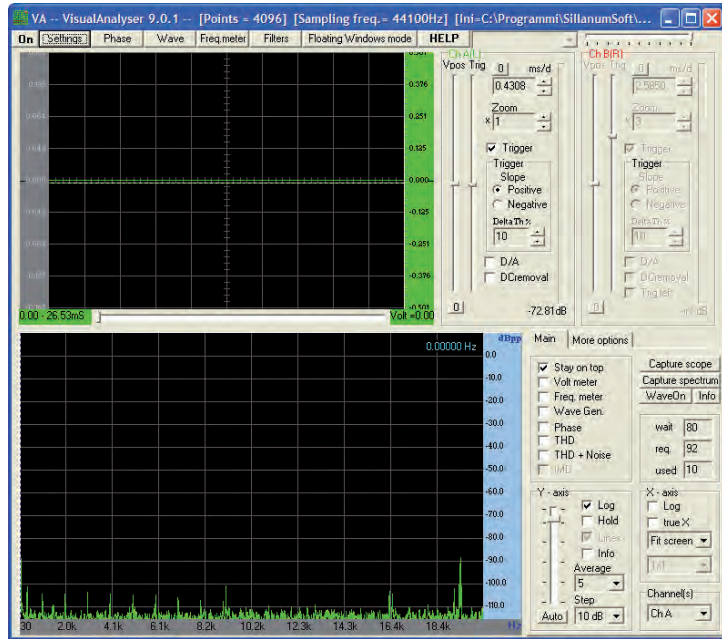 VA -- VisualAnalyser 9.0.1 -- [Points = 4096] [Sampling freq.= 44100Hz] [Ini=C:\Programmi\SillanumSoft\...
On Settings Phase Wave Freq.meter Filters Floating Windows mode HELP
Ch A(L)
Vpos Trig 0 ms/d
0.4308
Zoom
x 1
Trigger
Trigger
Slope
Positive
Negative
Delta Th %
10
D/A
DCremoval
0 -72.81dB
Ch B(R)
Vpos Trig 0 ms/d
2.5850
Zoom
x 3
Trigger
Trigger
Slope
Positive
Negative
Delta Th %
10
D/A
DCremoval
Trig left
0 -inf dB
0.501
0.376
0.251
0.125
0.000
-0.125
-0.251
-0.376
-0.501
0.00 - 26.53mS Volt =0.00
0.00000 Hz
dBpp
0.0
-10.0
-20.0
-30.0
-40.0
-50.0
-60.0
-70.0
-80.0
-90.0
-100.0
-110.0
30 2.0k 4.1k 6.1k 8.2k 10.2k 12.3k 14.3k 16.4k 18.4k Hz
Main More options
Stay on top
Volt meter
Freq. meter
Wave Gen.
Phase
THD
THD + Noise
IMD
Capture scope
Capture spectrum
WaveOn Info
wait 80
req. 92
used 10
Y - axis
Log
Hold
Lines
Info
Average
5
Step
Auto 10 dB
X - axis
Log
true X
Fit screen
1/1
Channel(s)
Ch A